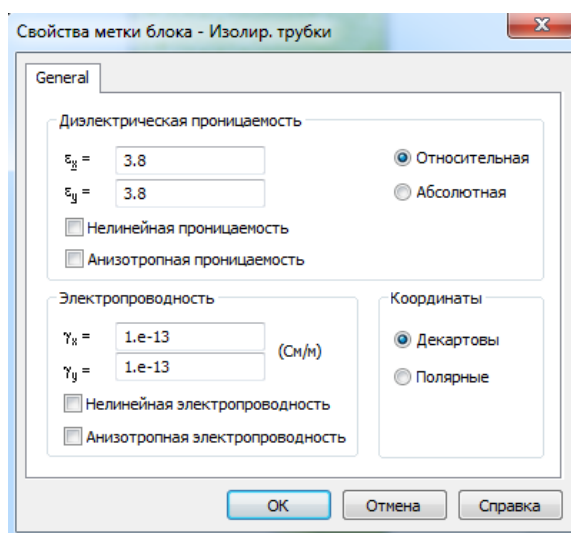 Свойства метки блока - Изолир. трубки
General
Диэлектрическая проницаемость
εx = 3.8
Относительная
εy = 3.8
Абсолютная
Нелинейная проницаемость
Анизотропная проницаемость
Электропроводность
Координаты
γx = 1.e-13
(См/м)
Декартовы
γy = 1.e-13
Полярные
Нелинейная электропроводность
Анизотропная электропроводность
OK
Отмена
Справка